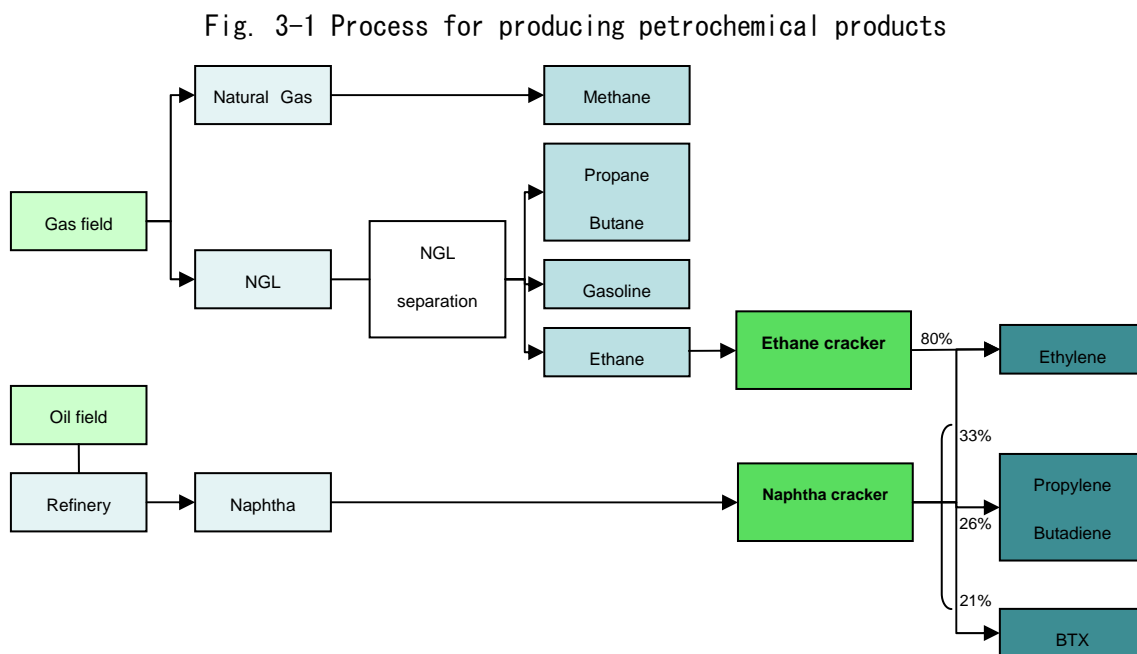 Fig. 3-1 Process for producing petrochemical products
Natural Gas
Methane
Propane
Butane
Gas field
NGL
NGL
separation
Gasoline
Ethane
Ethane cracker
80%
Ethylene
Oil field
33%
Refinery
Naphtha
Naphtha cracker
Propylene
26%
Butadiene
21%
BTX